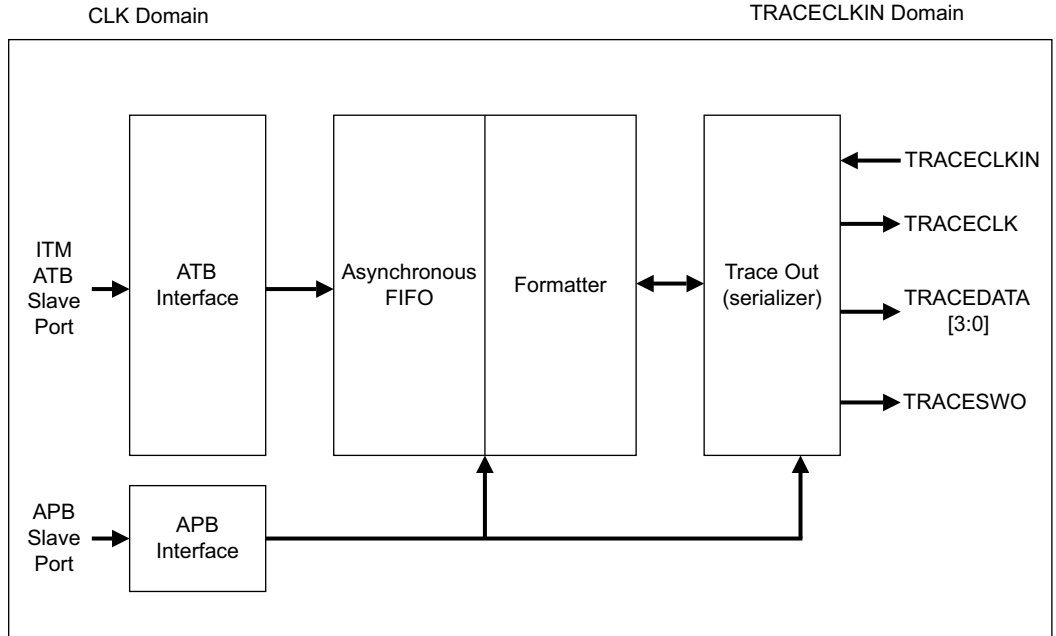 CLK Domain
TRACECLKIN Domain
ITM
ATB
Slave
Port
ATB
Interface
Asynchronous
FIFO
Formatter
Trace Out
(serializer)
TRACECLKIN
TRACECLK
TRACEDATA
[3:0]
TRACESWO
APB
Slave
Port
APB
Interface